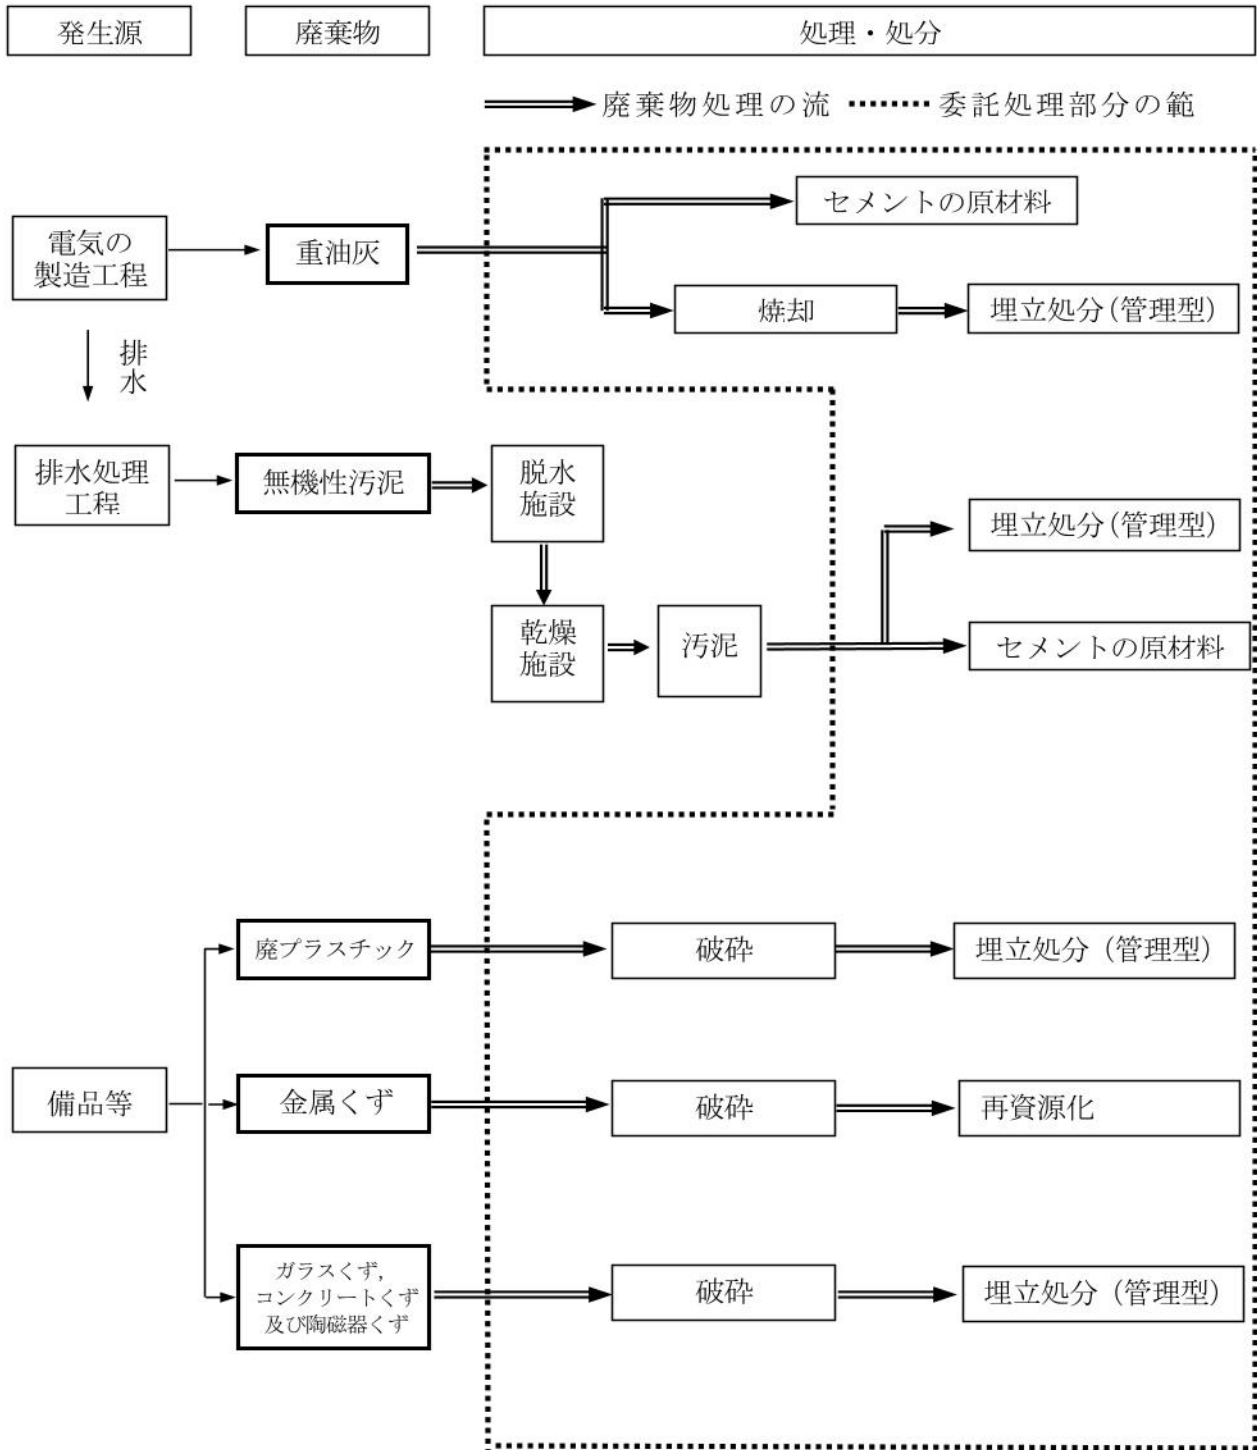 発生源
廃棄物
処理・処分
廃棄物処理の流
委託処理部分の範
電気の
製造工程
重油灰
セメントの原材料
焼却
埋立処分(管理型)
排
水
排水処理
工程
無機性汚泥
脱水
施設
埋立処分(管理型)
乾燥
施設
汚泥
セメントの原材料
廃プラスチック
破砕
埋立処分(管理型)
備品等
金属くず
破砕
再資源化
ガラスくず,
コンクリートくず
及び陶磁器くず
破砕
埋立処分(管理型)